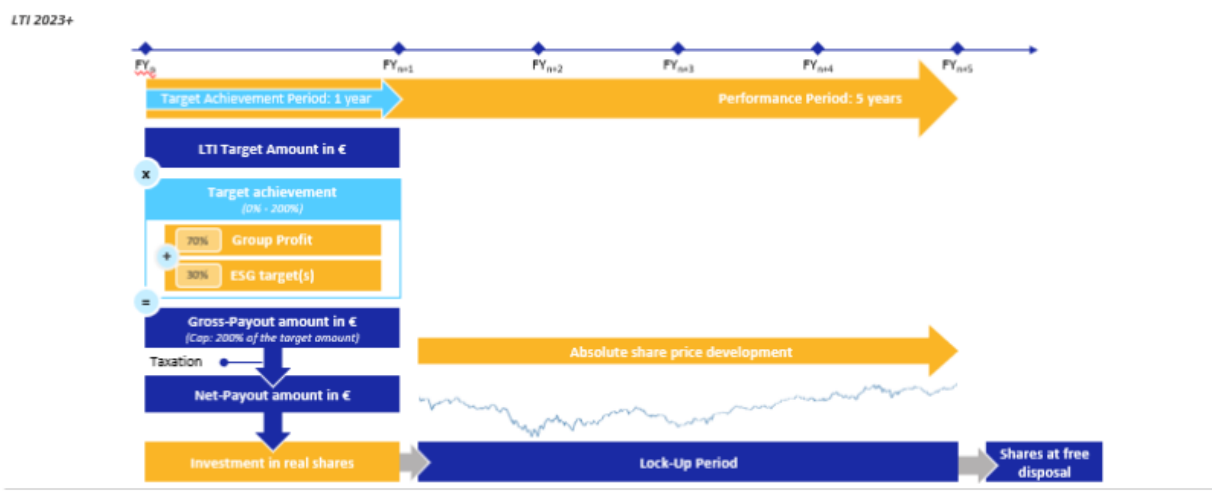 LTI 2023+
FYn FYn+1 FYn+2 FYn+3 FYn+4 FYn+5
Target Achievement Period: 1 year Performance Period: 5 years
LTI Target Amount in €
x
Target achievement
(0% - 200%)
70% Group Profit
+
30% ESG target(s)
=
Gross-Payout amount in €
(Cap: 200% of the target amount)
Absolute share price development
Taxation
Net-Payout amount in €
Investment in real shares
Lock-Up Period
Shares at free
disposal